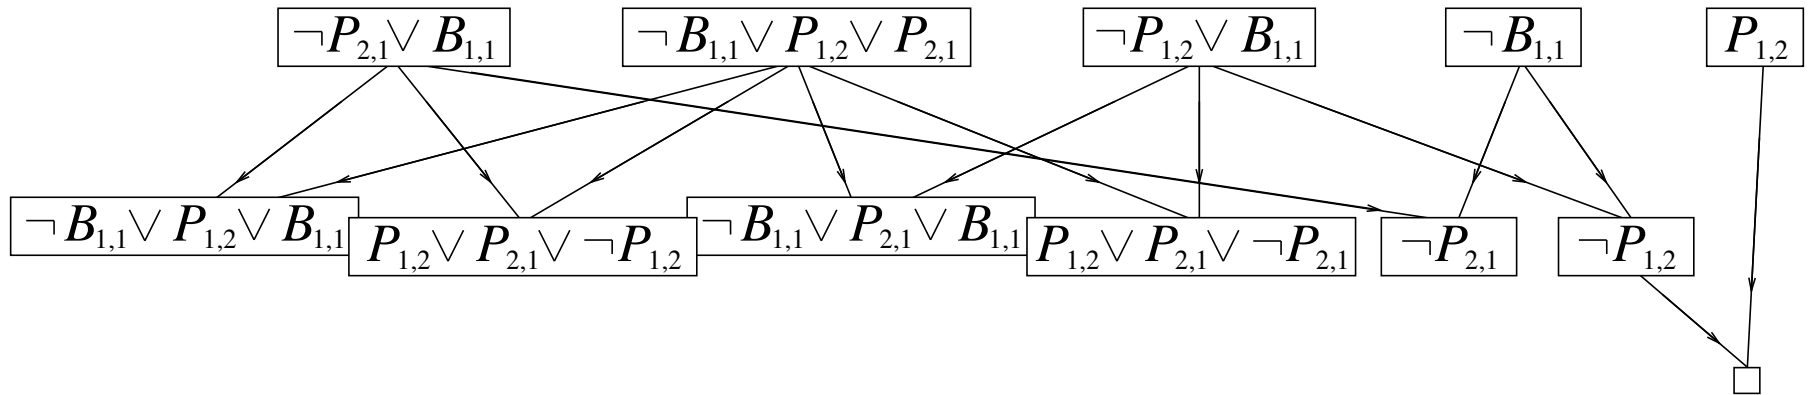 ¬P2,1 ∨ B1,1
¬B1,1 ∨ P1,2 ∨ P2,1
¬P1,2 ∨ B1,1
¬B1,1
P1,2
¬B1,1 ∨ P1,2 ∨ B1,1
P1,2 ∨ P2,1 ∨ ¬P1,2
¬B1,1 ∨ P2,1 ∨ B1,1
P1,2 ∨ P2,1 ∨ ¬P2,1
¬P2,1
¬P1,2